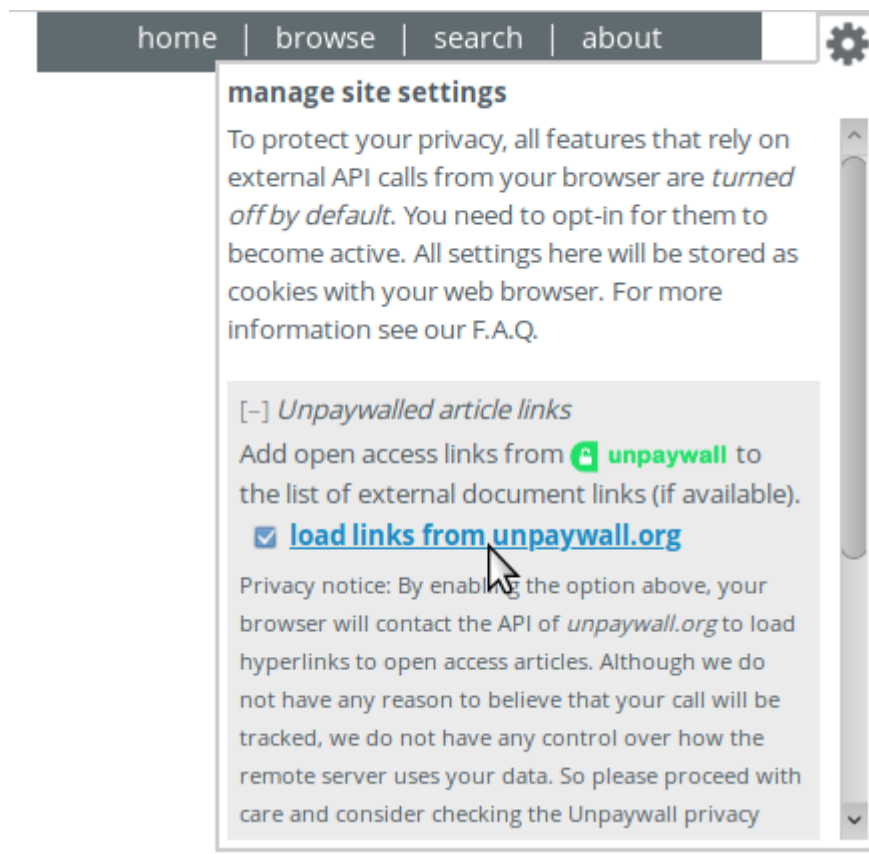 home | browse | search | about
manage site settings
To protect your privacy, all features that rely on
external API calls from your browser are turned
off by default. You need to opt-in for them to
become active. All settings here will be stored as
cookies with your web browser. For more
information see our F.A.Q.
[–] Unpaywalled article links
Add open access links from unpaywall to
the list of external document links (if available).
load links from unpaywall.org
Privacy notice: By enabling the option above, your
browser will contact the API of unpaywall.org to load
hyperlinks to open access articles. Although we do
not have any reason to believe that your call will be
tracked, we do not have any control over how the
remote server uses your data. So please proceed with
care and consider checking the Unpaywall privacy